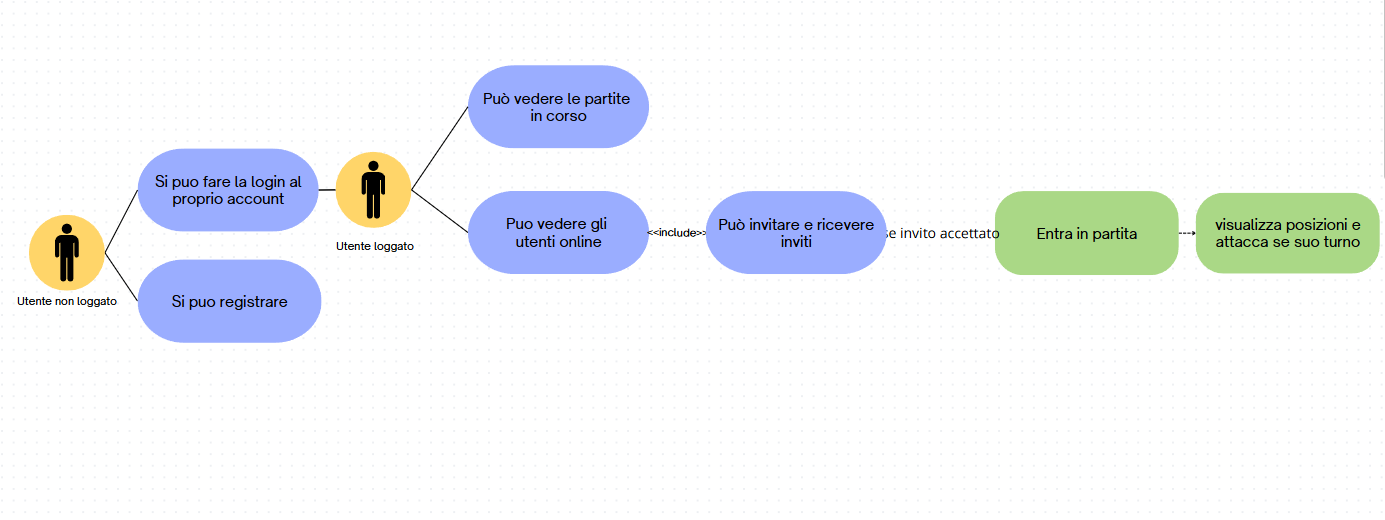 Può vedere le partite
in corso
Si puo fare la login al
proprio account
Utente loggato
Puo vedere gli
utenti online
<<include>>
Può invitare e ricevere
inviti
se invito accettato
Entra in partita
visualizza posizioni e
attacca se suo turno
Utente non loggato
Si puo registrare